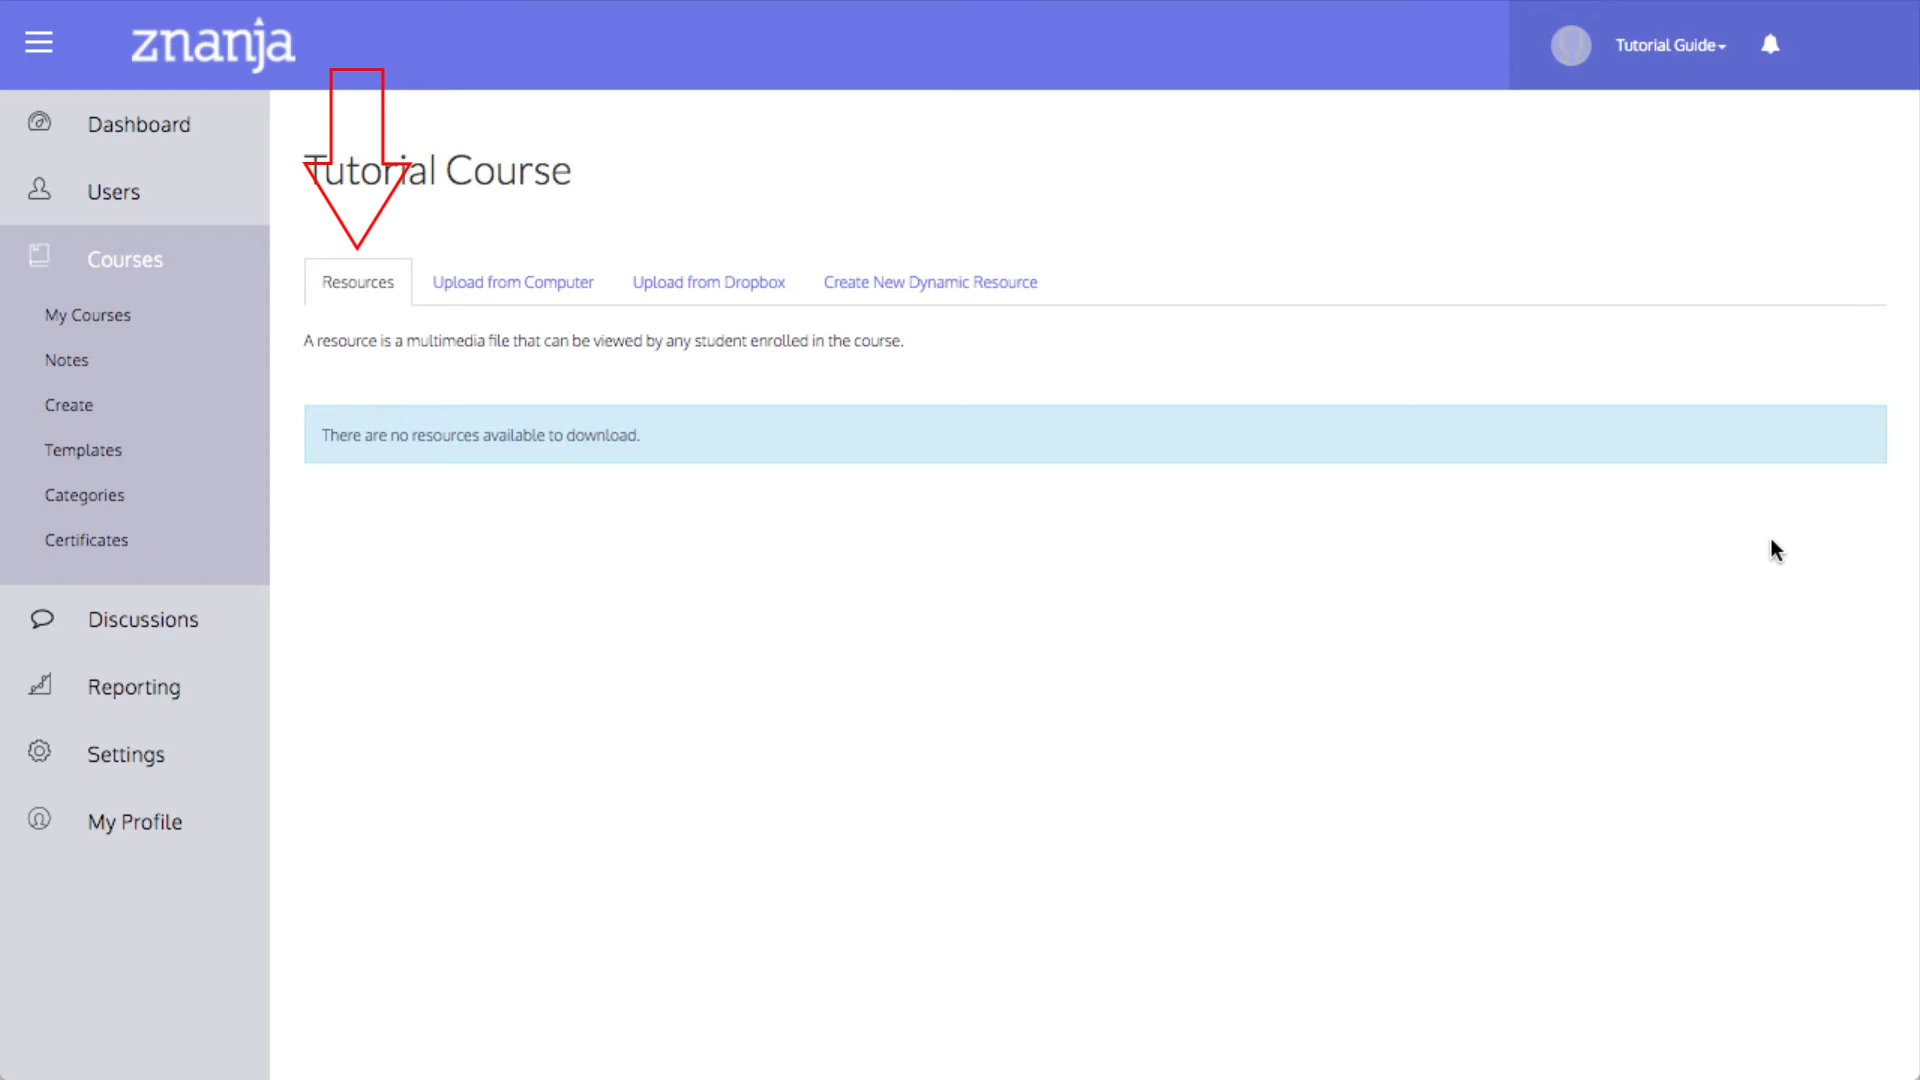 znanja
Tutorial Guide
Dashboard
Users
Courses
My Courses
Notes
Create
Templates
Categories
Certificates
Discussions
Reporting
Settings
My Profile
Tutorial Course
Resources
Upload from Computer
Upload from Dropbox
Create New Dynamic Resource
A resource is a multimedia file that can be viewed by any student enrolled in the course.
There are no resources available to download.